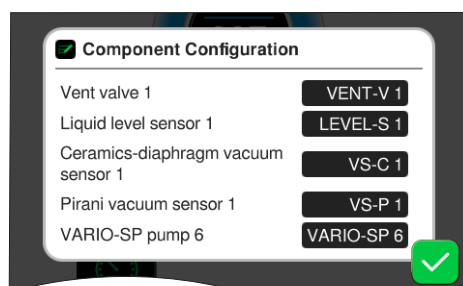 Component Configuration
Vent valve 1 VENT-V 1
Liquid level sensor 1 LEVEL-S 1
Ceramics-diaphragm vacuum
sensor 1 VS-C 1
Pirani vacuum sensor 1 VS-P 1
VARIO-SP pump 6 VARIO-SP 6